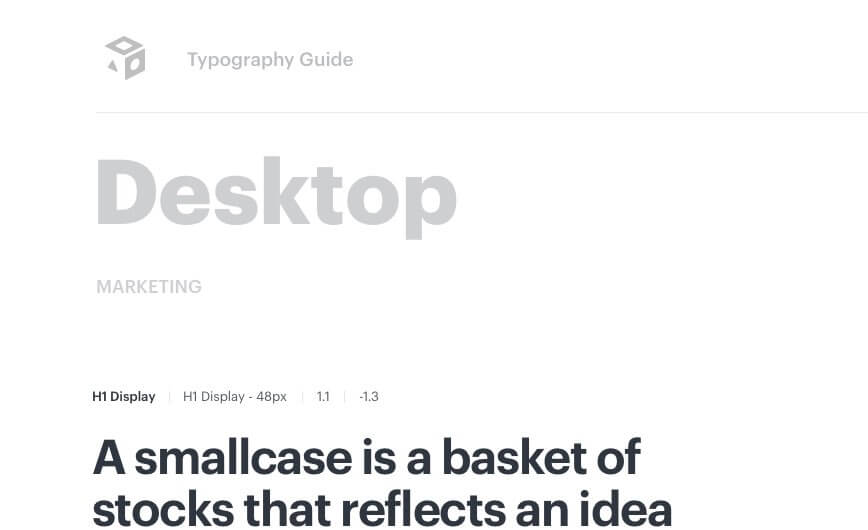 Typography Guide
Desktop
MARKETING
H1 Display | H1 Display - 48px | 1.1 | -1.3
A smallcase is a basket of
stocks that reflects an idea